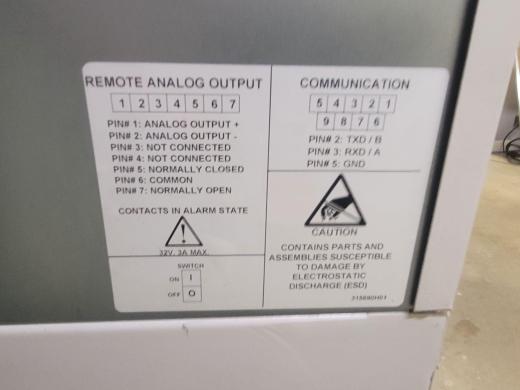 REMOTE ANALOG OUTPUT
1 2 3 4 5 6 7
PIN# 1: ANALOG OUTPUT +
PIN# 2: ANALOG OUTPUT -
PIN# 3: NOT CONNECTED
PIN# 4: NOT CONNECTED
PIN# 5: NORMALLY CLOSED
PIN# 6: COMMON
PIN# 7: NORMALLY OPEN
CONTACTS IN ALARM STATE
32V, 3A MAX.
SWITCH
ON I
OFF O
COMMUNICATION
5 4 3 2 1
9 8 7 6
PIN# 2: TXD / B
PIN# 3: RXD / A
PIN# 5: GND
CAUTION
CONTAINS PARTS AND
ASSEMBLIES SUSCEPTIBLE
TO DAMAGE BY
ELECTROSTATIC
DISCHARGE (ESD)
315690H01